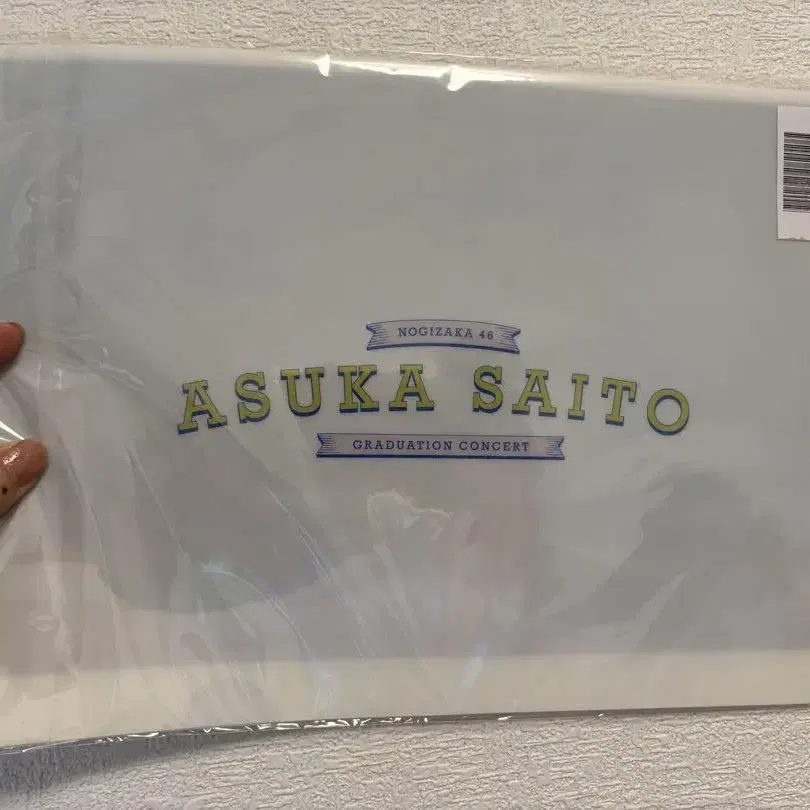 NOGIZAKA 46
ASUKA SAITO
GRADUATION CONCERT